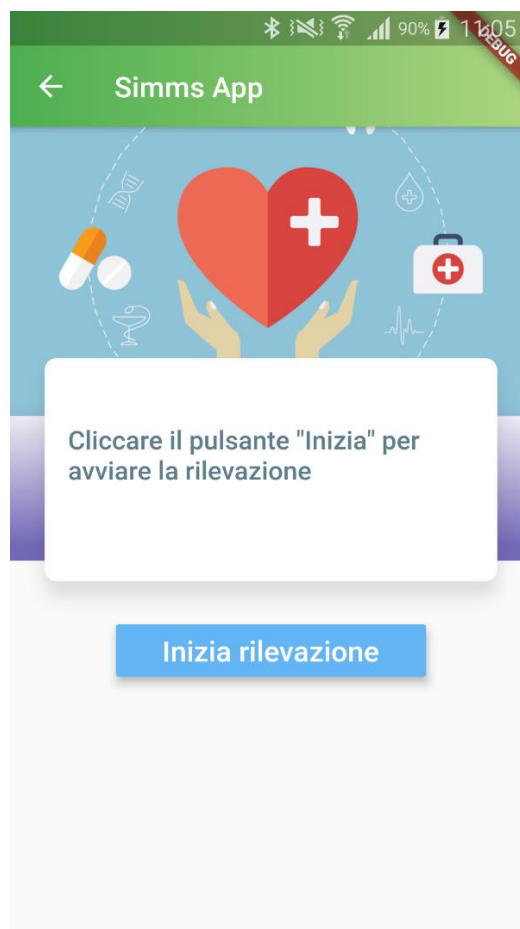 90% 11:05
DEBUG
Simms App
Cliccare il pulsante "Inizia" per
avviare la rilevazione
Inizia rilevazione